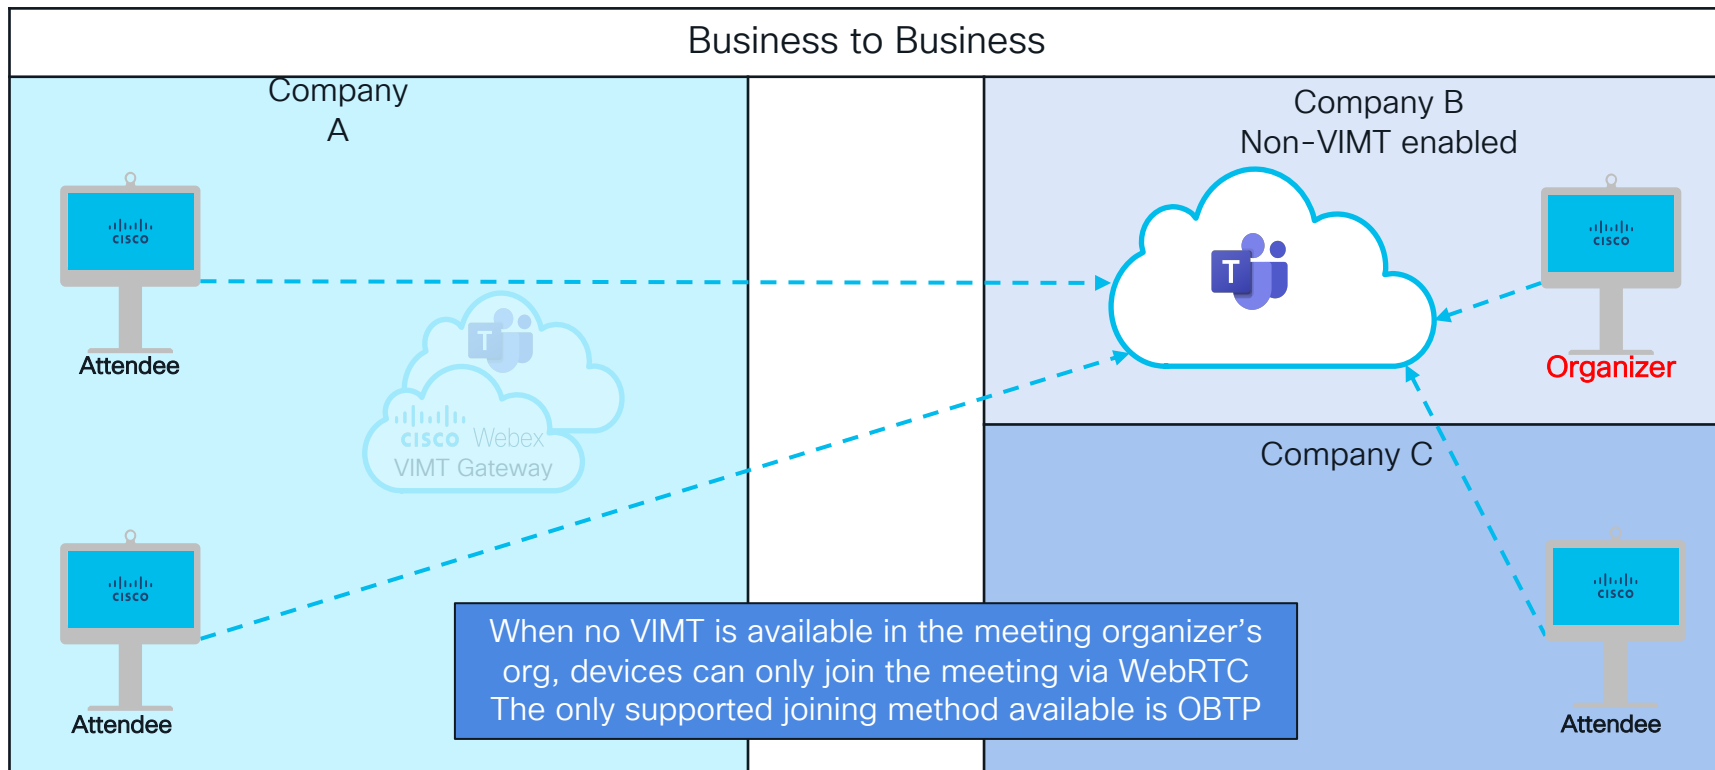 Business to Business
Company
A
Company B
Non-VIMT enabled
CISCO
CISCO
T
T
Attendee
Organizer
CISCO Webex
VIMT Gateway
Company C
CISCO
CISCO
When no VIMT is available in the meeting organizer's
org, devices can only join the meeting via WebRTC
The only supported joining method available is OBTP
Attendee
Attendee